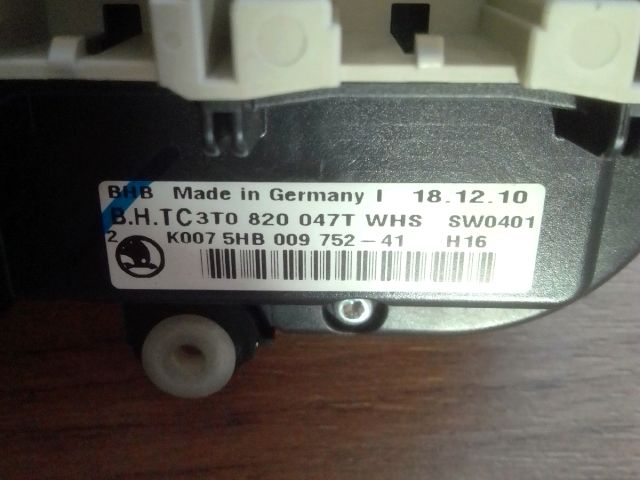 BHB Made in Germany I 18.12.10
B.H.TC 3T0 820 047T WHS SW0401
2 K007 5HB 009 752-41 H16